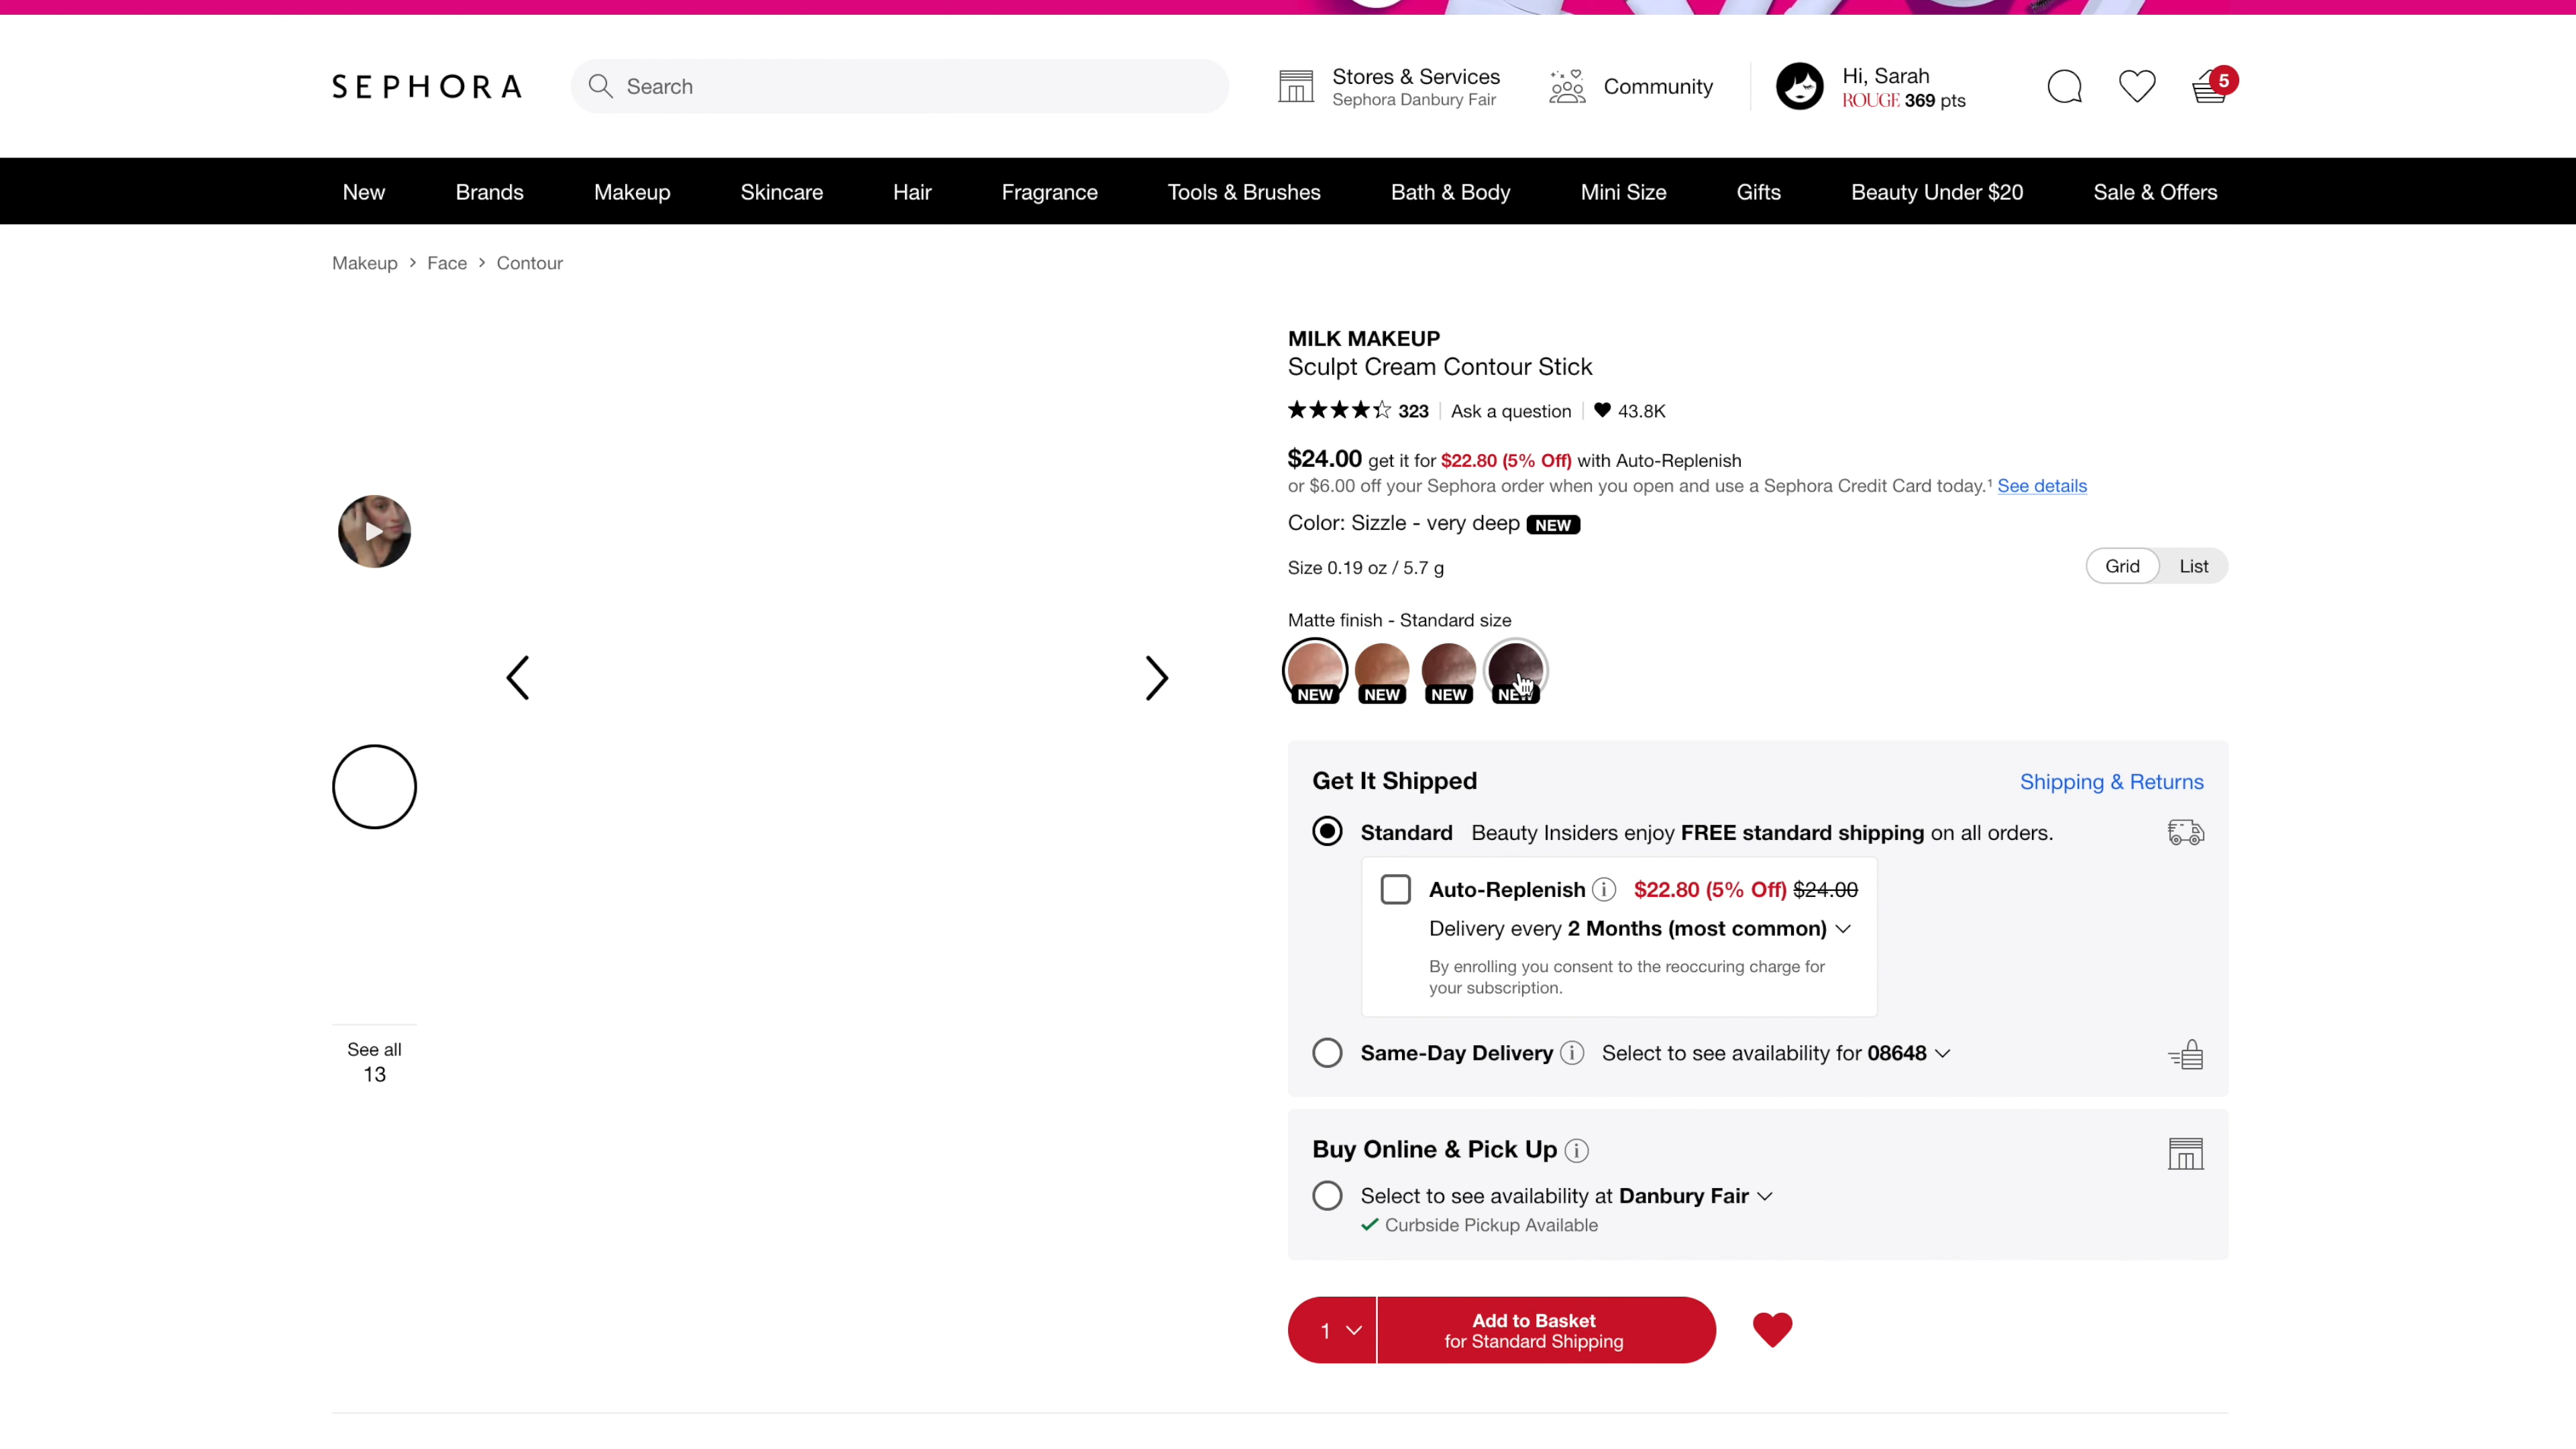 SEPHORA
Search
Stores & Services
Sephora Danbury Fair
Community
Hi, Sarah
ROUGE 369 pts
5
New
Brands
Makeup
Skincare
Hair
Fragrance
Tools & Brushes
Bath & Body
Mini Size
Gifts
Beauty Under $20
Sale & Offers
Makeup > Face > Contour
MILK MAKEUP
Sculpt Cream Contour Stick
323 | Ask a question | 43.8K
$24.00 get it for $22.80 (5% Off) with Auto-Replenish
or $6.00 off your Sephora order when you open and use a Sephora Credit Card today.¹ See details
Color: Sizzle - very deep NEW
Size 0.19 oz / 5.7 g
Grid
List
Matte finish - Standard size
NEW
NEW
NEW
NEW
Get It Shipped
Shipping & Returns
Standard Beauty Insiders enjoy FREE standard shipping on all orders.
Auto-Replenish $22.80 (5% Off) $24.00
Delivery every 2 Months (most common)
By enrolling you consent to the reoccuring charge for
your subscription.
Same-Day Delivery Select to see availability for 08648
See all
13
Buy Online & Pick Up
Select to see availability at Danbury Fair
Curbside Pickup Available
1
Add to Basket
for Standard Shipping